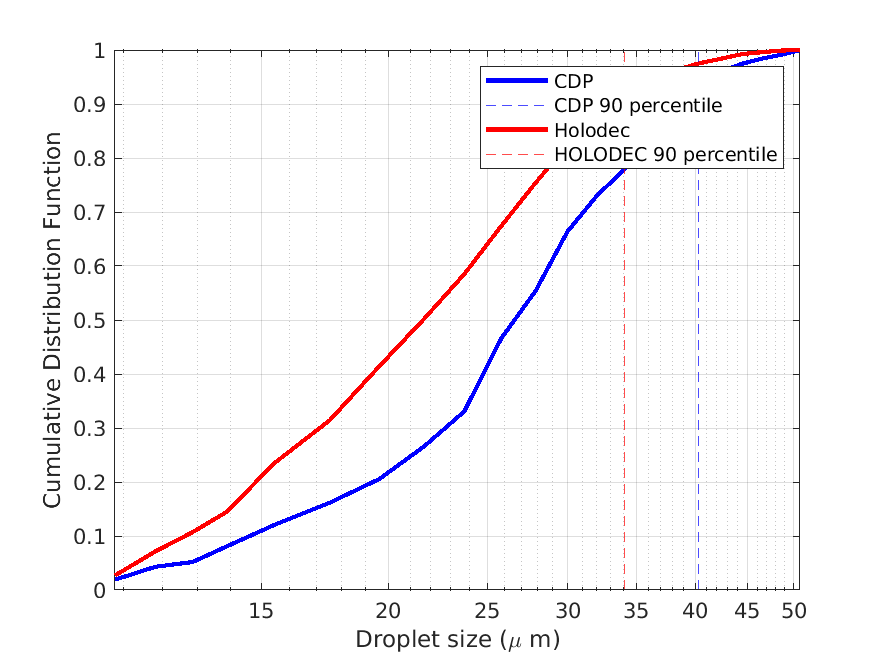 1
0.9
0.8
0.7
0.6
0.5
0.4
0.3
0.2
0.1
0
Cumulative Distribution Function
CDP
CDP 90 percentile
Holodec
HOLODEC 90 percentile
15 20 25 30 35 40 45 50
Droplet size (μ m)